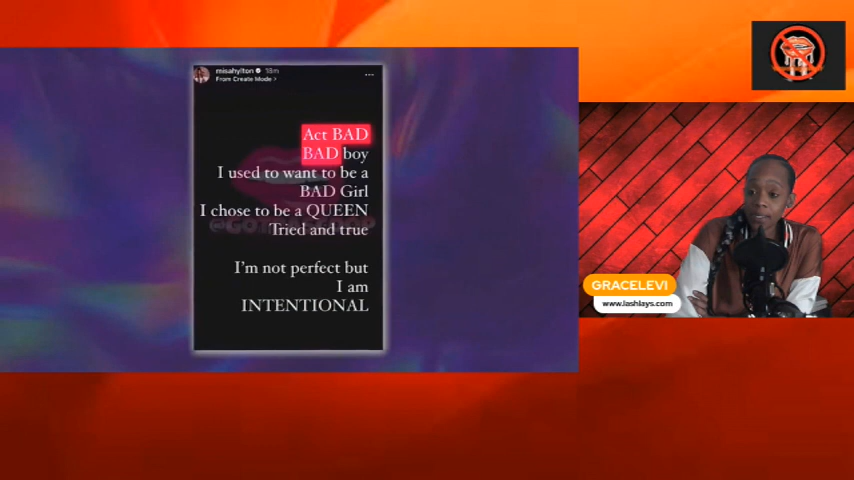 misahylton 18m
From Create Mode >
Act BAD
BAD boy
I used to want to be a
BAD Girl
I chose to be a QUEEN
Tried and true
I'm not perfect but
I am
INTENTIONAL
GRACELEVI
www.lashlays.com